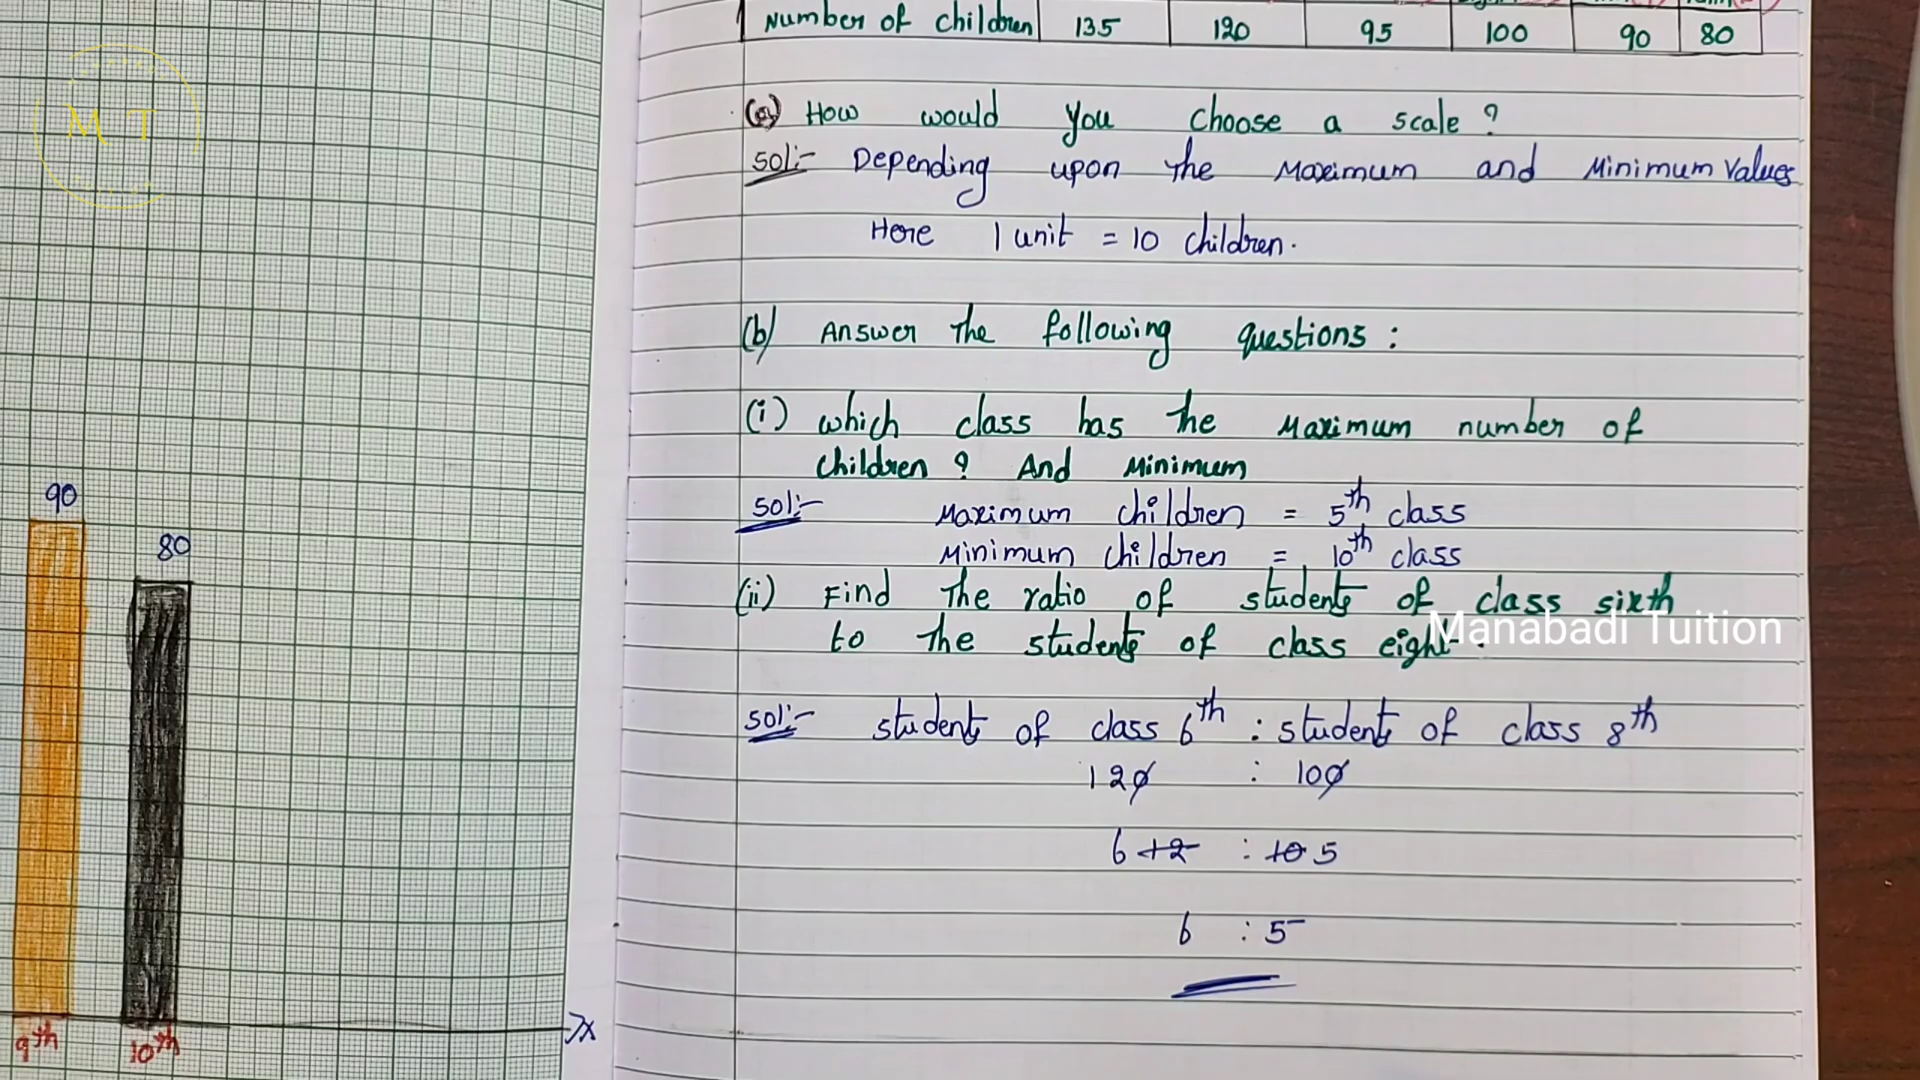 Number of children 135 120 95 100 90 80
(a) How would you choose a scale ?
Sol:- Depending upon the Maximum and Minimum Values
Here 1 unit = 10 children.
(b) Answer the following questions :
(i) which class has the Maximum number of
children ? And Minimum
Sol:- Maximum children = 5th class
Minimum children = 10th class
(ii) Find the ratio of students of class sixth
to the students of class eight.
Manabadi Tuition
Sol:- students of class 6th : students of class 8th
120 : 100
6 12 : 10 5
6 : 5
M T
90
80
9th
10th
x